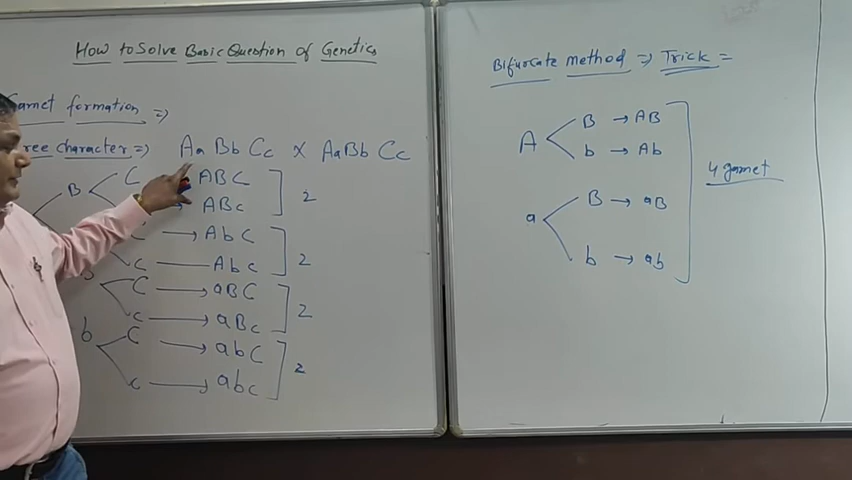 How to Solve Basic Question of Genetics
Gamet formation =>
Three character =>
Aa Bb Cc X AaBb Cc
B C ABC
ABc
2
C AbC
c Abc
2
C aBC
c aBc
2
b C abC
c abc
2
Bifurcate method => Trick =
A B → AB
b → Ab
a B → aB
b → ab
4 gamet